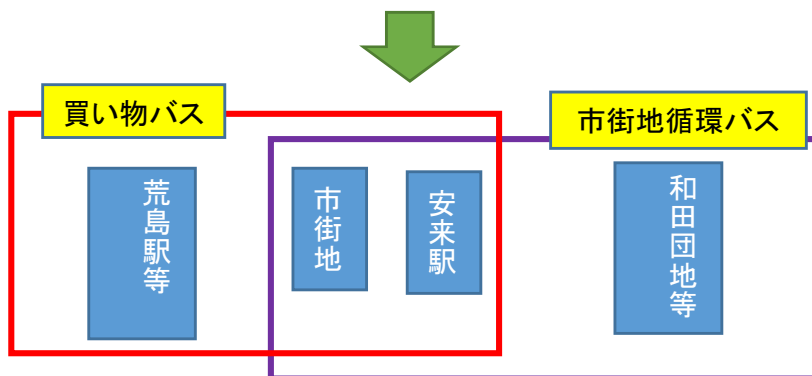 買い物バス
市街地循環バス
荒島駅等
市街地
安来駅
和田団地等